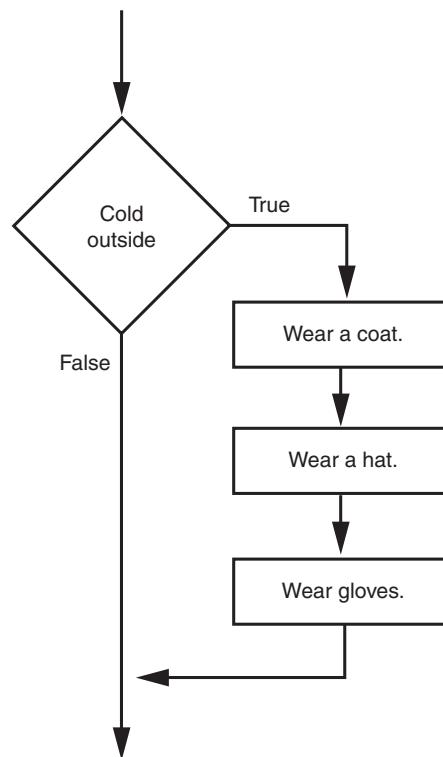 Cold
outside
True
Wear a coat.
False
Wear a hat.
Wear gloves.